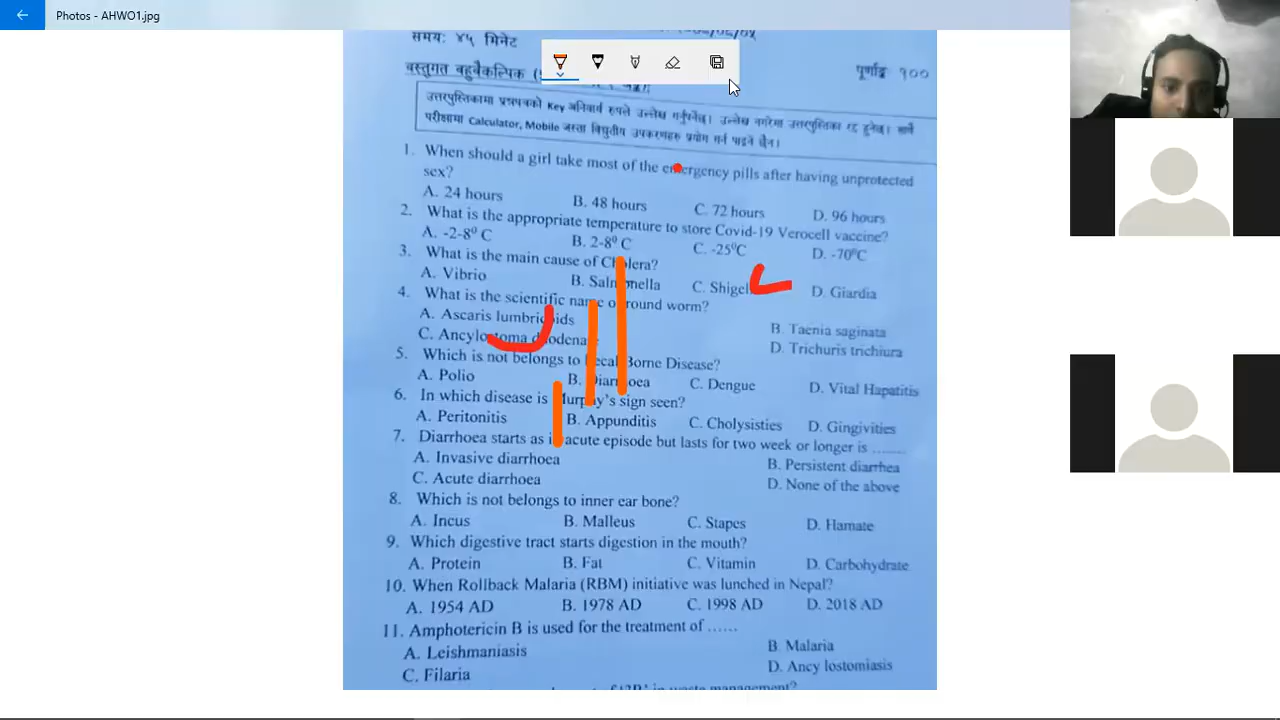 Photos - AHWO1.jpg
समयः ४५ मिनेट
वस्तुगत बहुवैकल्पिक
पूर्णाङ्क १००
उत्तरपुस्तिकामा प्रश्नपत्रको Key अनिवार्य रुपले उल्लेख गर्नुपर्नेछ। उल्लेख नगरेमा उत्तरपुस्तिका रद्द हुनेछ। साथै
परीक्षामा Calculator, Mobile जस्ता विद्युतीय उपकरणहरु प्रयोग गर्न पाइने छैन।
1. When should a girl take most of the emergency pills after having unprotected
sex?
A. 24 hours B. 48 hours C. 72 hours D. 96 hours
2. What is the appropriate temperature to store Covid-19 Verocell vaccine?
A. -2-8⁰ C B. 2-8⁰ C C. -25⁰C D. -70⁰C
3. What is the main cause of Cholera?
A. Vibrio B. Salmonella C. Shigel D. Giardia
4. What is the scientific name o round worm?
A. Ascaris lumbricoids B. Taenia saginata
C. Ancylostoma duodena D. Trichuris trichiura
5. Which is not belongs to Fecal Borne Disease?
A. Polio B. Diarrhoea C. Dengue D. Vital Hapatitis
6. In which disease is Murphy's sign seen?
A. Peritonitis B. Appunditis C. Cholysisties D. Gingivities
7. Diarrhoea starts as in acute episode but lasts for two week or longer is ........
A. Invasive diarrhoea B. Persistent diarrhea
C. Acute diarrhoea D. None of the above
8. Which is not belongs to inner ear bone?
A. Incus B. Malleus C. Stapes D. Hamate
9. Which digestive tract starts digestion in the mouth?
A. Protein B. Fat C. Vitamin D. Carbohydrate
10. When Rollback Malaria (RBM) initiative was lunched in Nepal?
A. 1954 AD B. 1978 AD C. 1998 AD D. 2018 AD
11. Amphotericin B is used for the treatment of ......
A. Leishmaniasis B. Malaria
C. Filaria D. Ancy lostomiasis
in waste management?